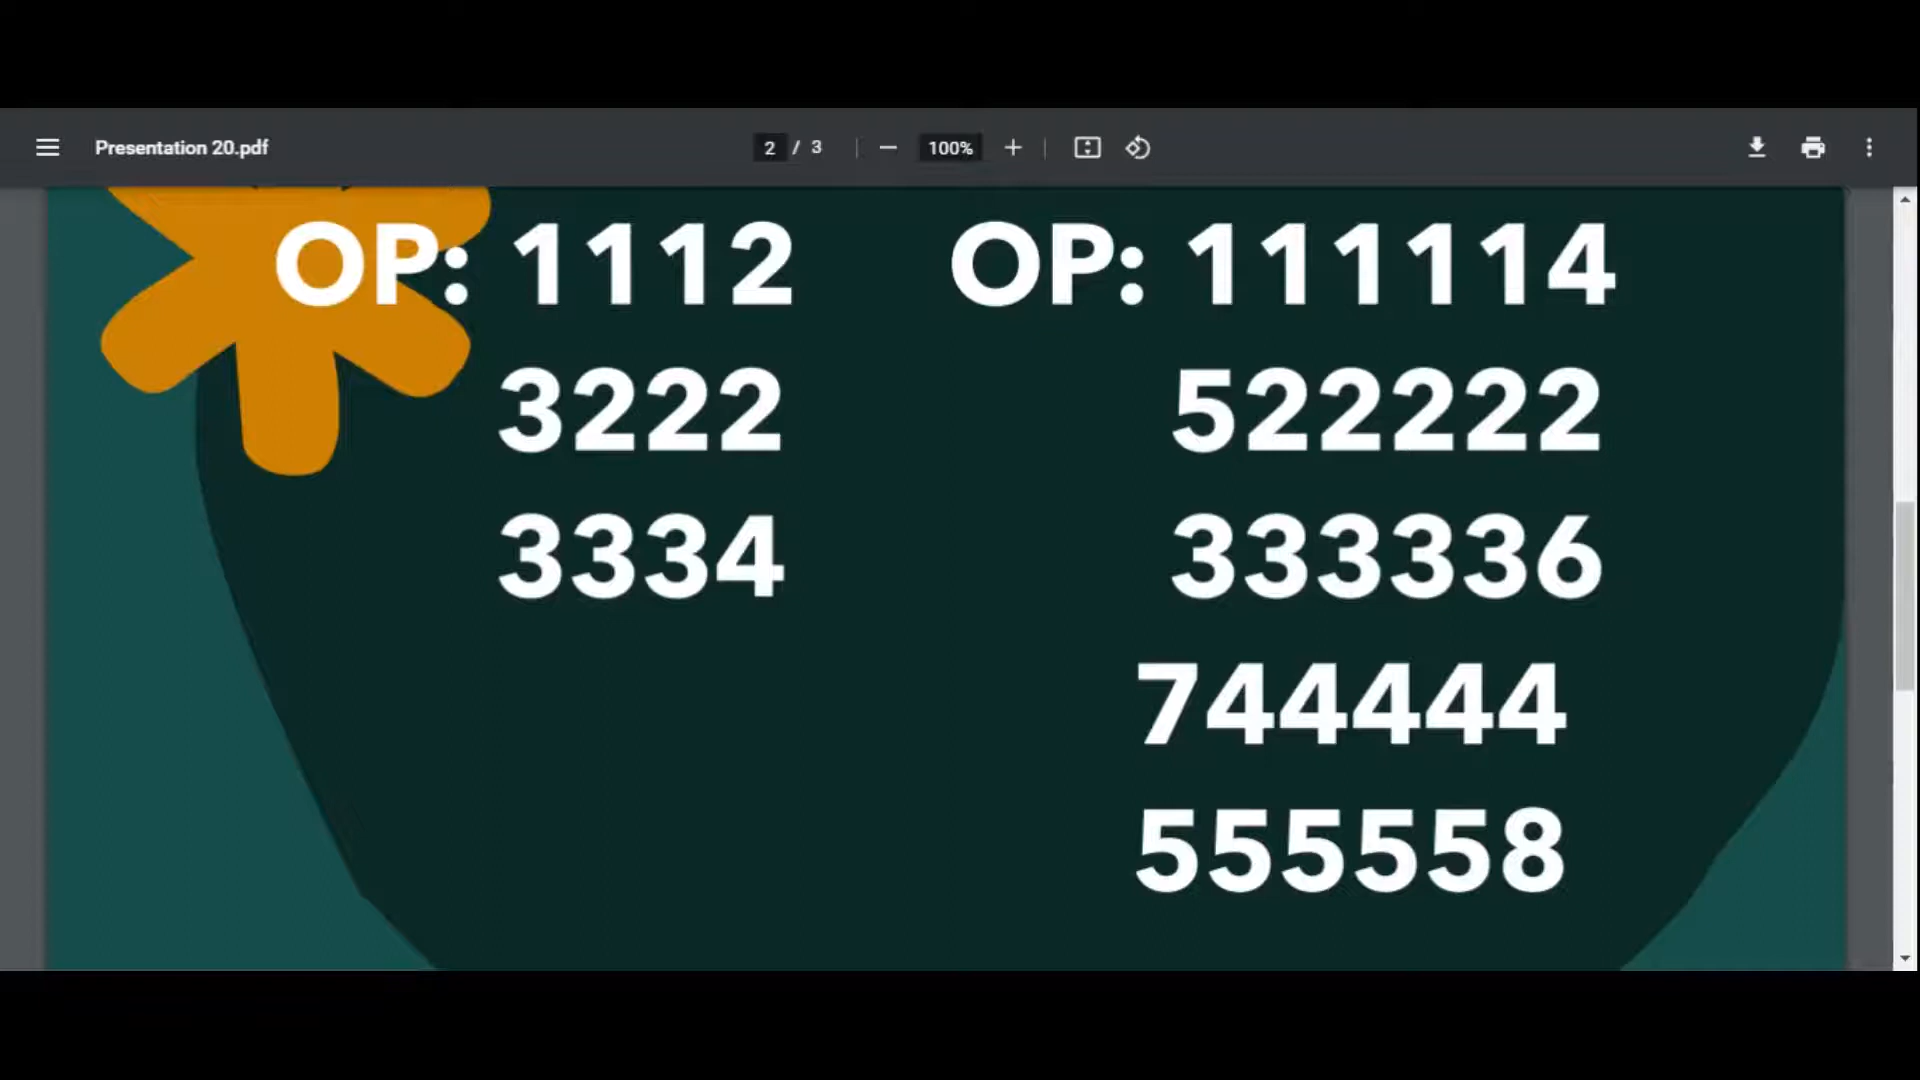 Presentation 20.pdf
2 / 3
100%
OP: 1112
3222
3334
OP: 111114
522222
333336
744444
555558